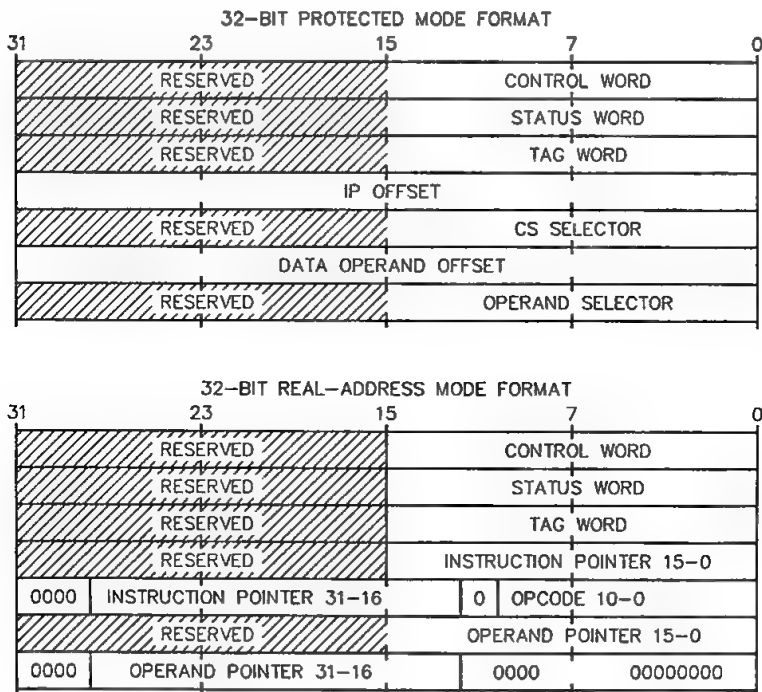 32-BIT PROTECTED MODE FORMAT
31 23 15 7 0
RESERVED CONTROL WORD
RESERVED STATUS WORD
RESERVED TAG WORD
IP OFFSET
RESERVED CS SELECTOR
DATA OPERAND OFFSET
RESERVED OPERAND SELECTOR
32-BIT REAL-ADDRESS MODE FORMAT
31 23 15 7 0
RESERVED CONTROL WORD
RESERVED STATUS WORD
RESERVED TAG WORD
RESERVED INSTRUCTION POINTER 15-0
0000 INSTRUCTION POINTER 31-16 0 OPCODE 10-0
RESERVED OPERAND POINTER 15-0
0000 OPERAND POINTER 31-16 0000 00000000